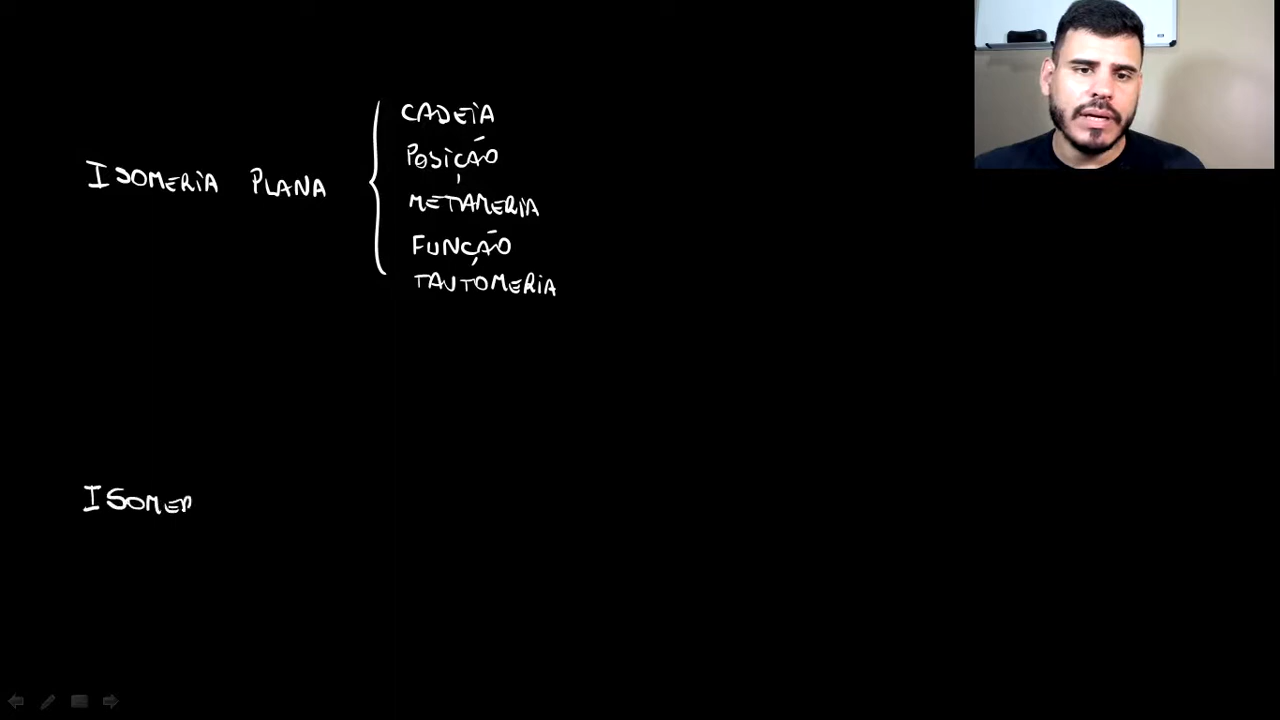 ISOMERIA PLANA
CADEIA
POSIÇÃO
METAMERIA
FUNÇÃO
TAUTOMERIA
ISOMER